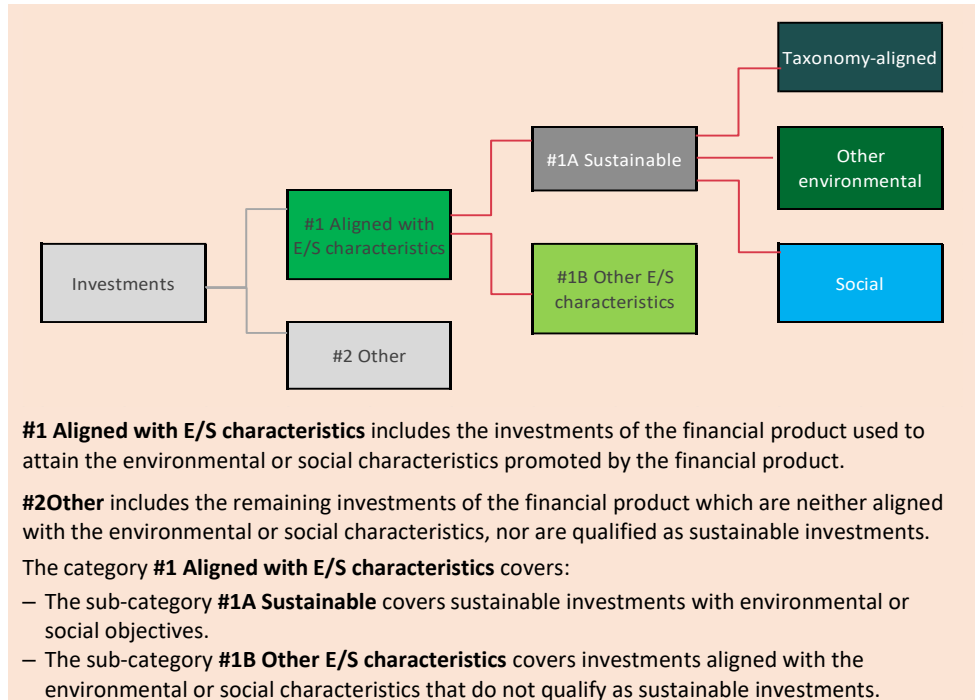 Taxonomy-aligned
#1A Sustainable
Other
environmental
#1 Aligned with
E/S characteristics
Investments
#1B Other E/S
characteristics
Social
#2 Other
#1 Aligned with E/S characteristics includes the investments of the financial product used to
attain the environmental or social characteristics promoted by the financial product.
#2Other includes the remaining investments of the financial product which are neither aligned
with the environmental or social characteristics, nor are qualified as sustainable investments.
The category #1 Aligned with E/S characteristics covers:
– The sub-category #1A Sustainable covers sustainable investments with environmental or
social objectives.
– The sub-category #1B Other E/S characteristics covers investments aligned with the
environmental or social characteristics that do not qualify as sustainable investments.